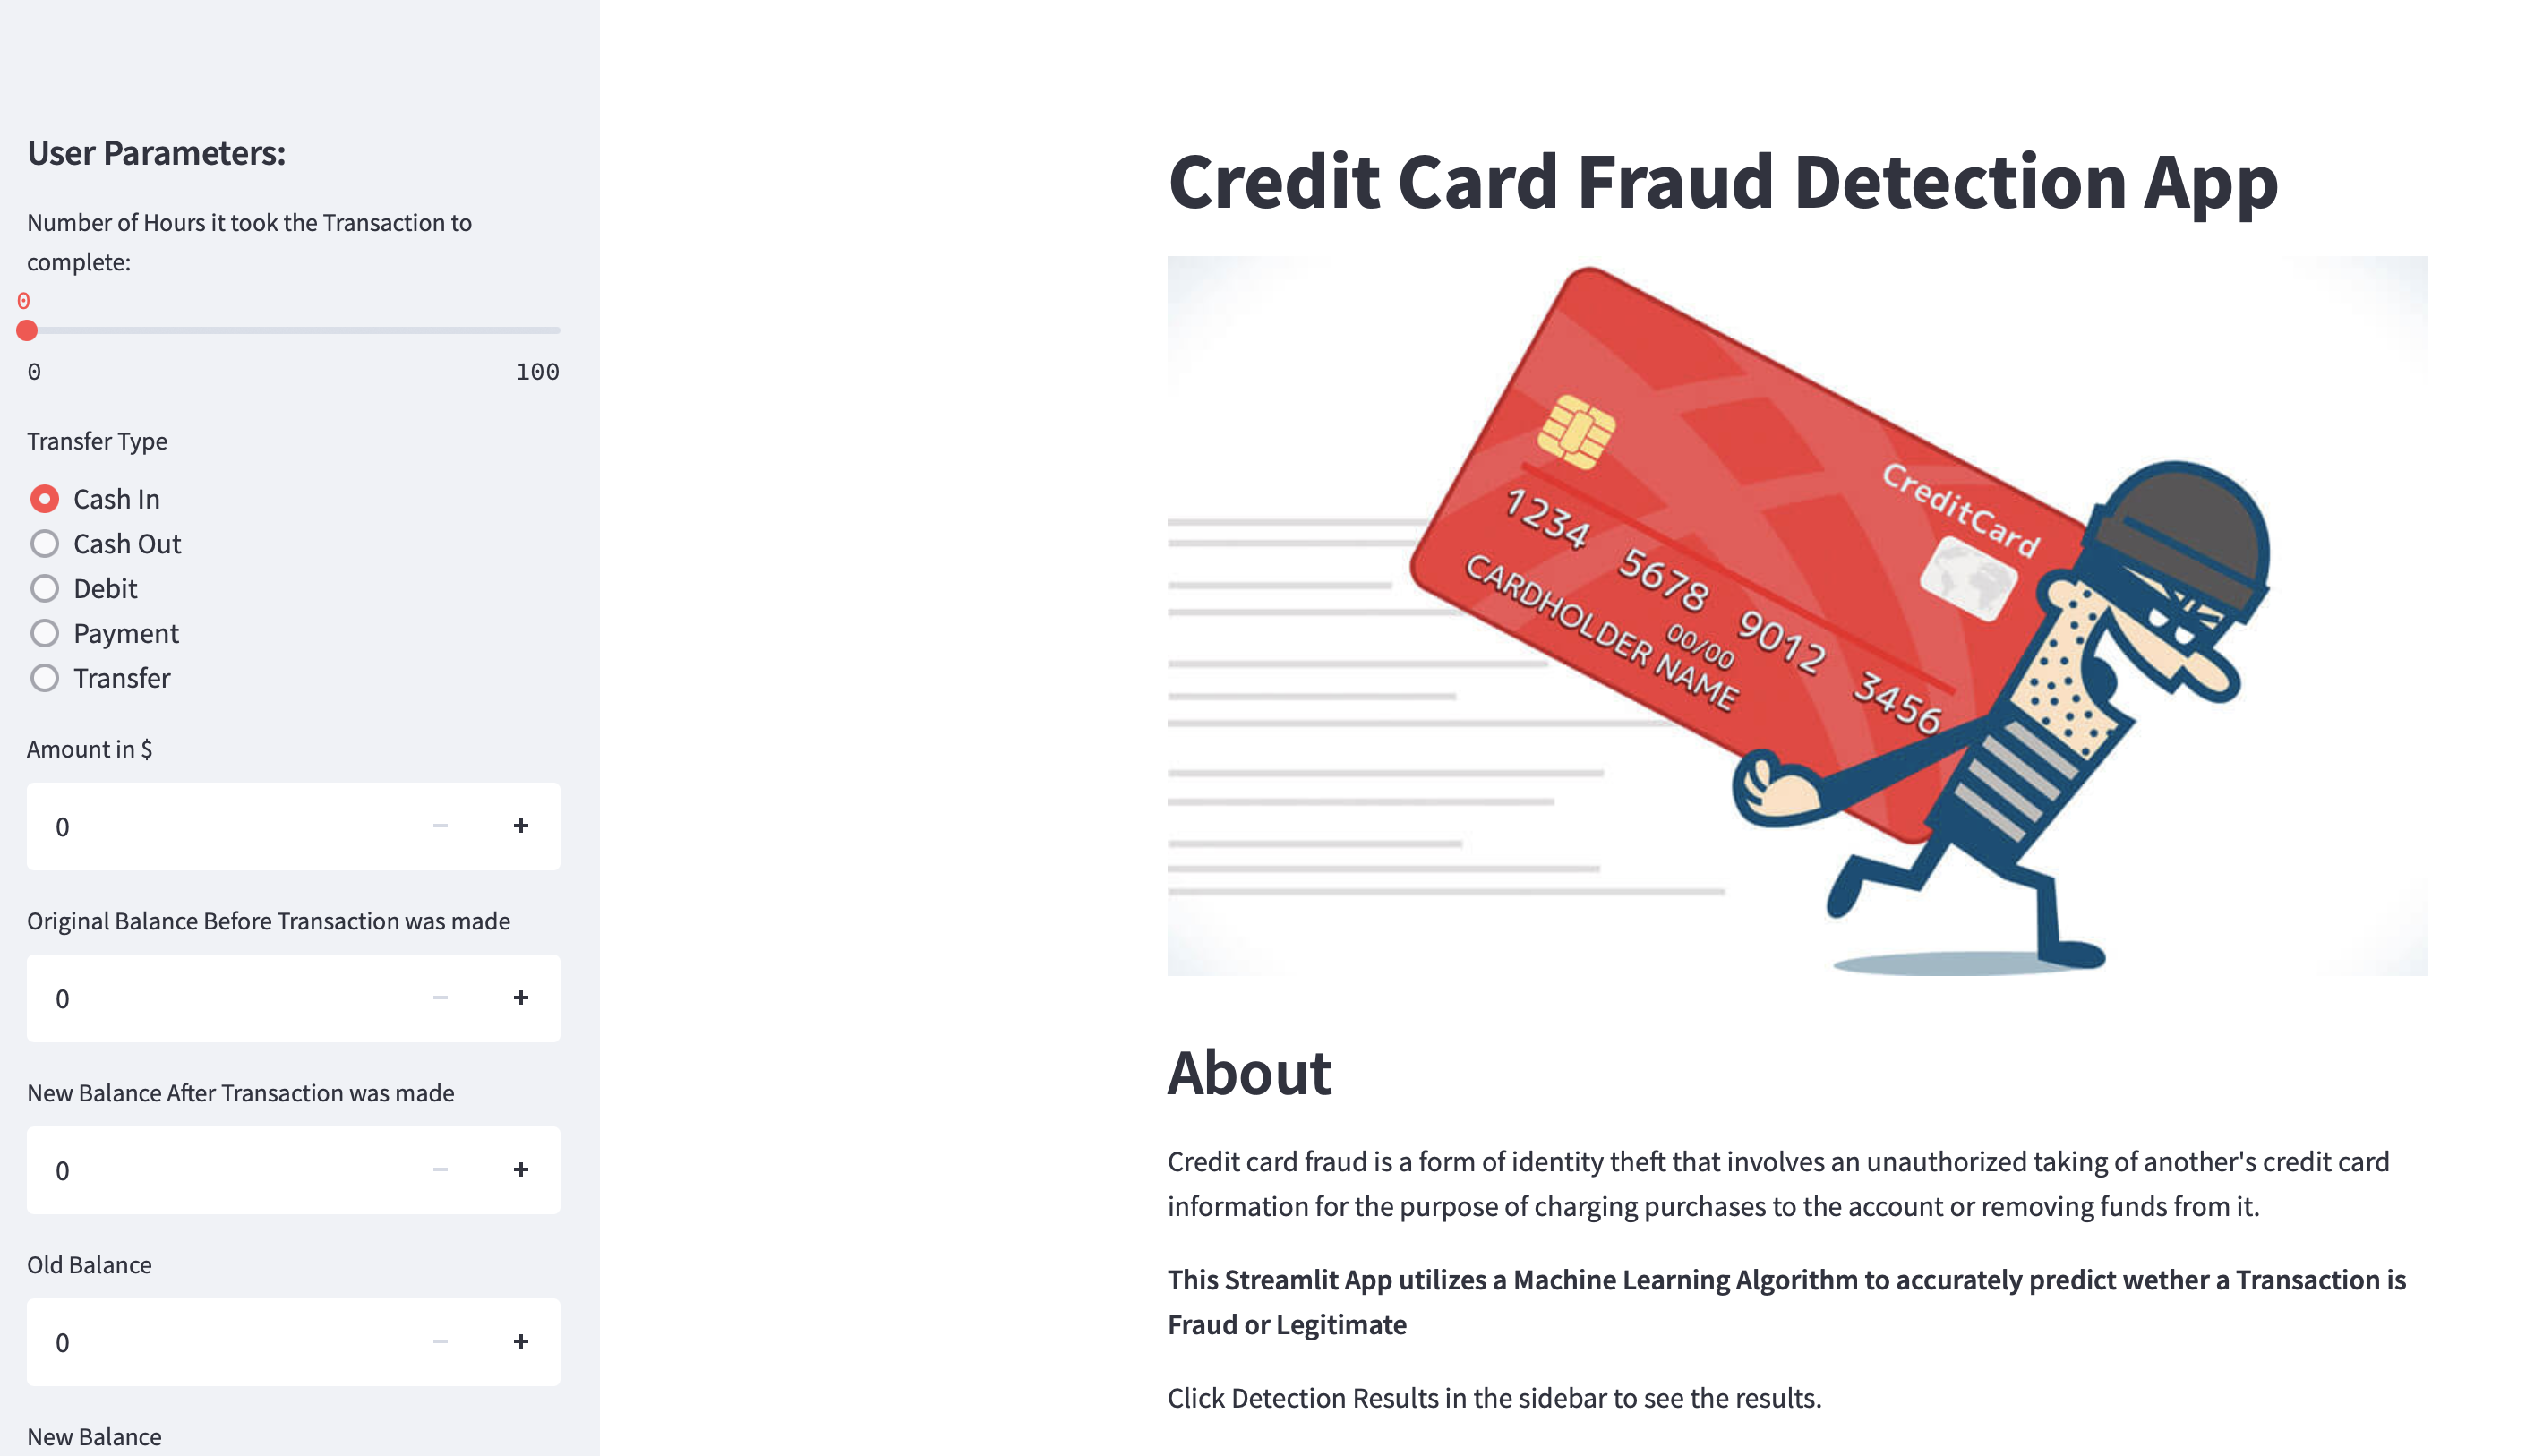 User Parameters:
Number of Hours it took the Transaction to
complete:
0
0 100
Transfer Type
Cash In
Cash Out
Debit
Payment
Transfer
Amount in $
0
Original Balance Before Transaction was made
0
New Balance After Transaction was made
0
Old Balance
0
New Balance
Credit Card Fraud Detection App
CreditCard
1234 5678 9012 3456
00/00
CARDHOLDER NAME
About
Credit card fraud is a form of identity theft that involves an unauthorized taking of another's credit card
information for the purpose of charging purchases to the account or removing funds from it.
This Streamlit App utilizes a Machine Learning Algorithm to accurately predict wether a Transaction is
Fraud or Legitimate
Click Detection Results in the sidebar to see the results.